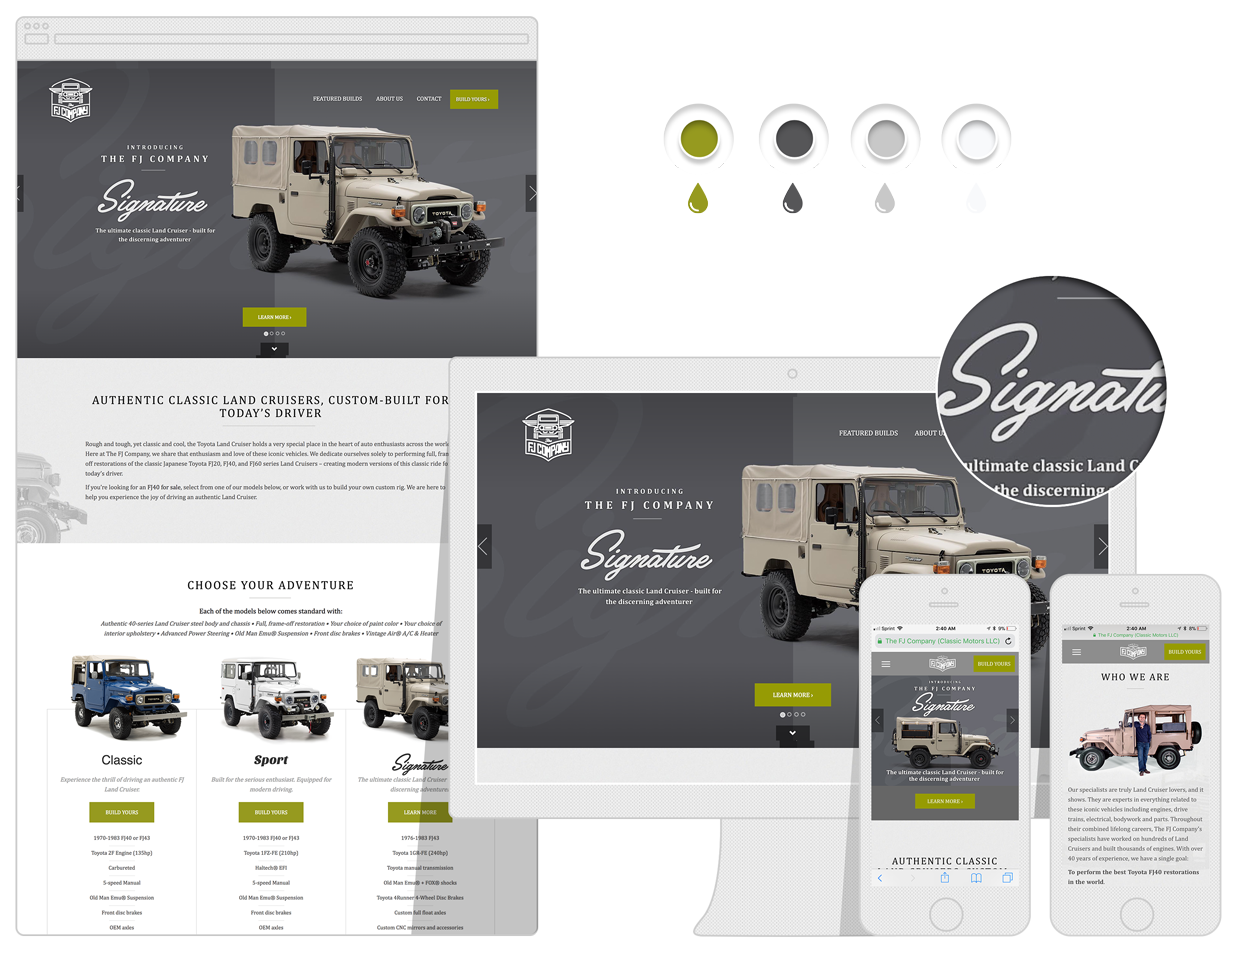 FJ COMPANY
FEATURED BUILDS
ABOUT US
CONTACT
BUILD YOURS ›
INTRODUCING
THE FJ COMPANY
Signature
The ultimate classic Land Cruiser - built for
the discerning adventurer
TOYOTA
LEARN MORE ›
AUTHENTIC CLASSIC LAND CRUISERS, CUSTOM-BUILT FOR
TODAY’S DRIVER
Rough and tough, yet classic and cool, the Toyota Land Cruiser holds a very special place in the heart of auto enthusiasts across the
Here at The FJ Company, we share that enthusiasm and love of these iconic vehicles. We dedicate ourselves solely to performing full,
off restorations of the classic Japanese Toyota FJ20, FJ40, and FJ60 series Land Cruisers – creating modern versions of this classic ride
today’s driver.
If you’re looking for an FJ40 for sale, select from one of our models below, or work with us to build your own custom rig. We are here to
help you experience the joy of driving an authentic Land Cruiser.
CHOOSE YOUR ADVENTURE
Each of the models below comes standard with:
Authentic 40-series Land Cruiser steel body and chassis • Full, frame-off restoration • Your choice of paint color • Your choice of
interior upholstery • Advanced Power Steering • Old Man Emu® Suspension • Front disc brakes • Vintage Air® A/C & Heater
Classic
Experience the thrill of driving an authentic FJ
Land Cruiser.
BUILD YOURS
1970-1983 FJ40 or FJ43
Toyota 2F Engine (135hp)
Carbureted
5-speed Manual
Old Man Emu® Suspension
Front disc brakes
OEM axles
Sport
Built for the serious enthusiast. Equipped for
modern driving.
BUILD YOURS
1970-1983 FJ40 or FJ43
Toyota 1FZ-FE (210hp)
Haltech® EFI
5-speed Manual
Old Man Emu® Suspension
Front disc brakes
OEM axles
Signature
The ultimate classic Land Cruiser
discerning adventurer
LEARN MORE
1976-1983 FJ43
Toyota 1GR-FE (240hp)
Toyota manual transmission
Old Man Emu® + FOX® shocks
Toyota 4Runner 4-Wheel Disc Brakes
Custom full float axles
Custom CNC mirrors and accessories
The
FJ COMPANY
FEATURED BUILDS
ABOUT U
INTRODUCING
THE FJ COMPANY
Signature
The ultimate classic Land Cruiser - built for
the discerning adventurer
TOYOTA
LEARN MORE ›
Signatu
ultimate classic Land C
the discerning
Sprint
2:40 AM
9%
The FJ Company (Classic Motors LLC)
FJ COMPANY
BUILD YOURS
INTRODUCING
THE FJ COMPANY
Signature
The ultimate classic Land Cruiser - built for
the discerning adventurer
LEARN MORE ›
AUTHENTIC CLASSIC
Sprint
2:40 AM
8%
The FJ Company (Classic Motors LLC)
FJ COMPANY
BUILD YOURS
WHO WE ARE
Our specialists are truly Land Cruiser lovers, and it
shows. They are experts in everything related to
these iconic vehicles including engines, drive
trains, electrical, bodywork and parts. Throughout
their combined lifelong careers, The FJ Company’s
specialists have worked on hundreds of Land
Cruisers and built thousands of engines. With over
40 years of experience, we have a single goal:
To perform the best Toyota FJ40 restorations
in the world.